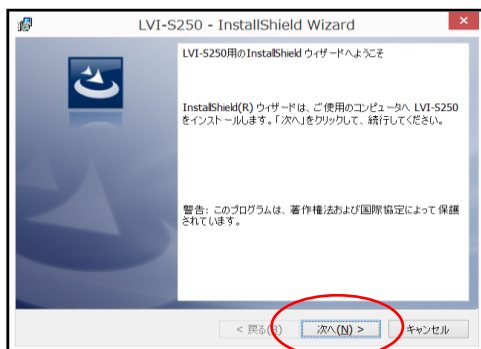 LVI-S250 - InstallShield Wizard
LVI-S250用のInstallShield ウィザードへようこそ
InstallShield(R) ウィザードは、ご使用のコンピュータへ LVI-S250
をインストールします。「次へ」をクリックして、続行してください。
警告: このプログラムは、著作権法および国際協定によって保護
されています。
< 戻る(B) 次へ(N) > キャンセル